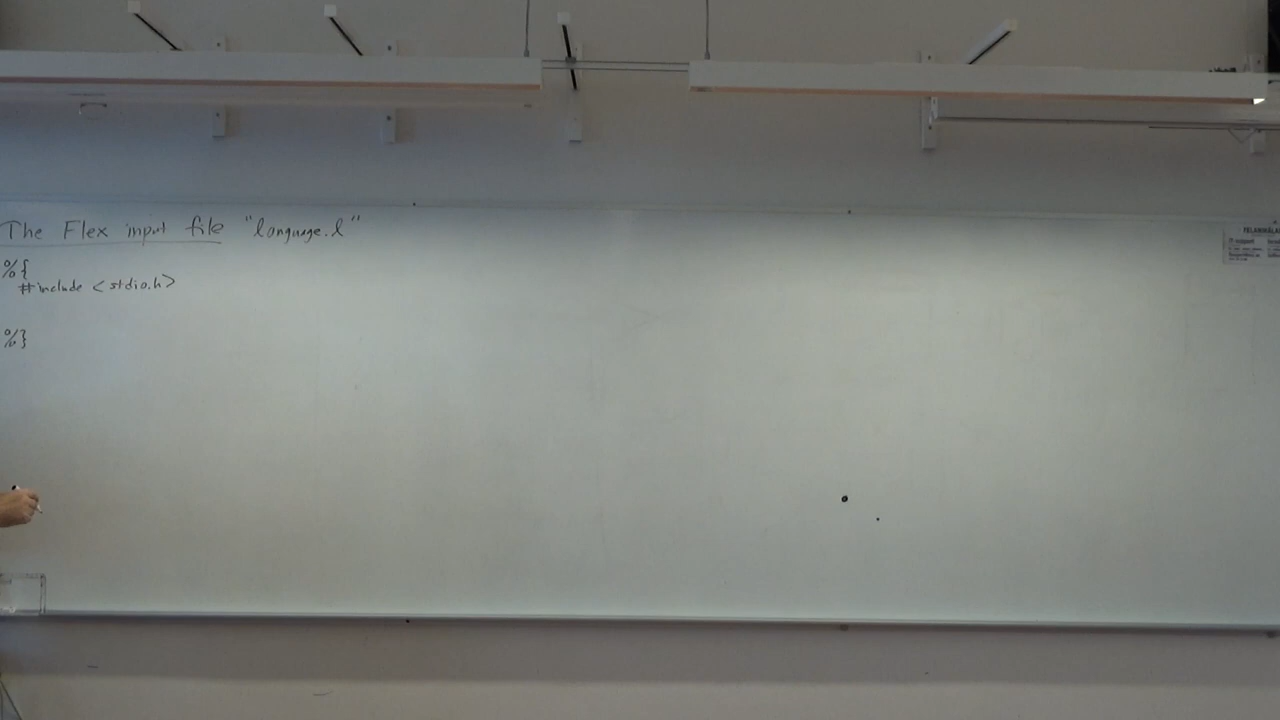 The Flex input file "language.l"
%{
#include <stdio.h>
%}